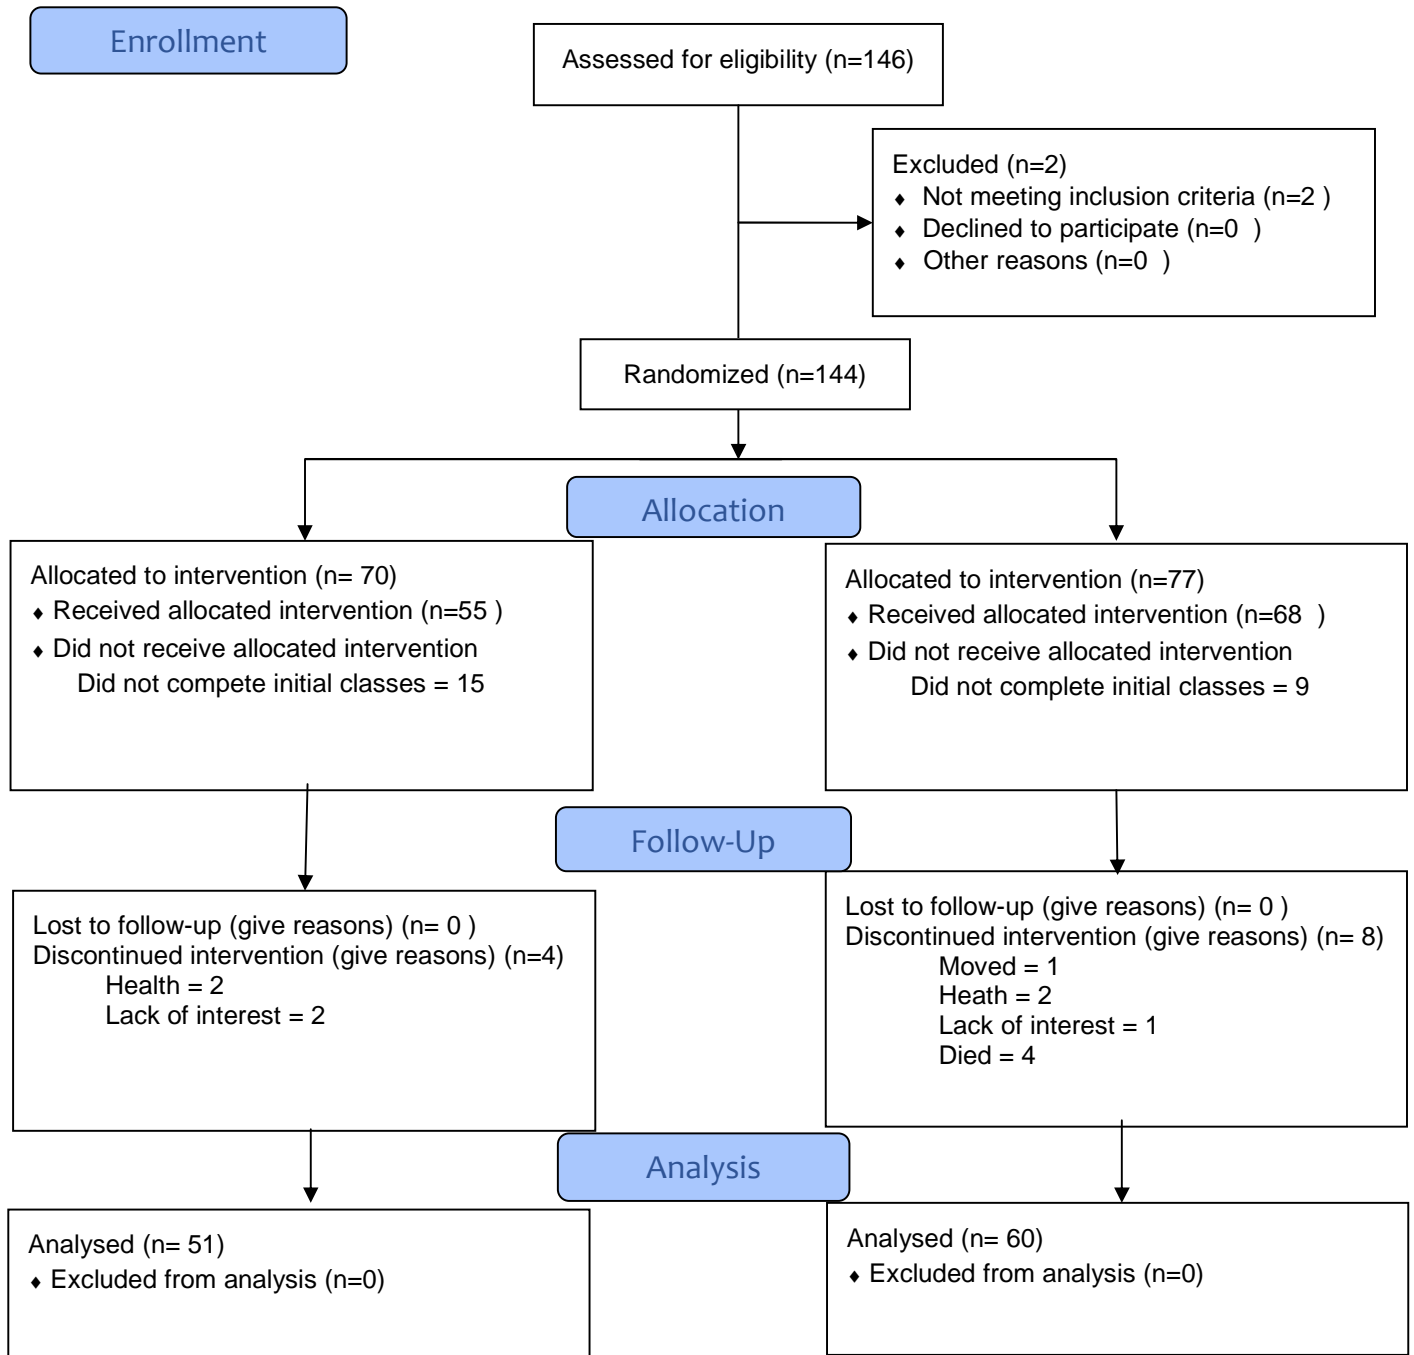 Enrollment
Assessed for eligibility (n=146)
Excluded (n=2)
♦ Not meeting inclusion criteria (n=2 )
♦ Declined to participate (n=0 )
♦ Other reasons (n=0 )
Randomized (n=144)
Allocation
Allocated to intervention (n= 70)
♦ Received allocated intervention (n=55 )
♦ Did not receive allocated intervention
Did not compete initial classes = 15
Allocated to intervention (n=77)
♦ Received allocated intervention (n=68 )
♦ Did not receive allocated intervention
Did not complete initial classes = 9
Follow-Up
Lost to follow-up (give reasons) (n= 0 )
Discontinued intervention (give reasons) (n=4)
Health = 2
Lack of interest = 2
Lost to follow-up (give reasons) (n= 0 )
Discontinued intervention (give reasons) (n= 8)
Moved = 1
Heath = 2
Lack of interest = 1
Died = 4
Analysis
Analysed (n= 51)
♦ Excluded from analysis (n=0)
Analysed (n= 60)
♦ Excluded from analysis (n=0)